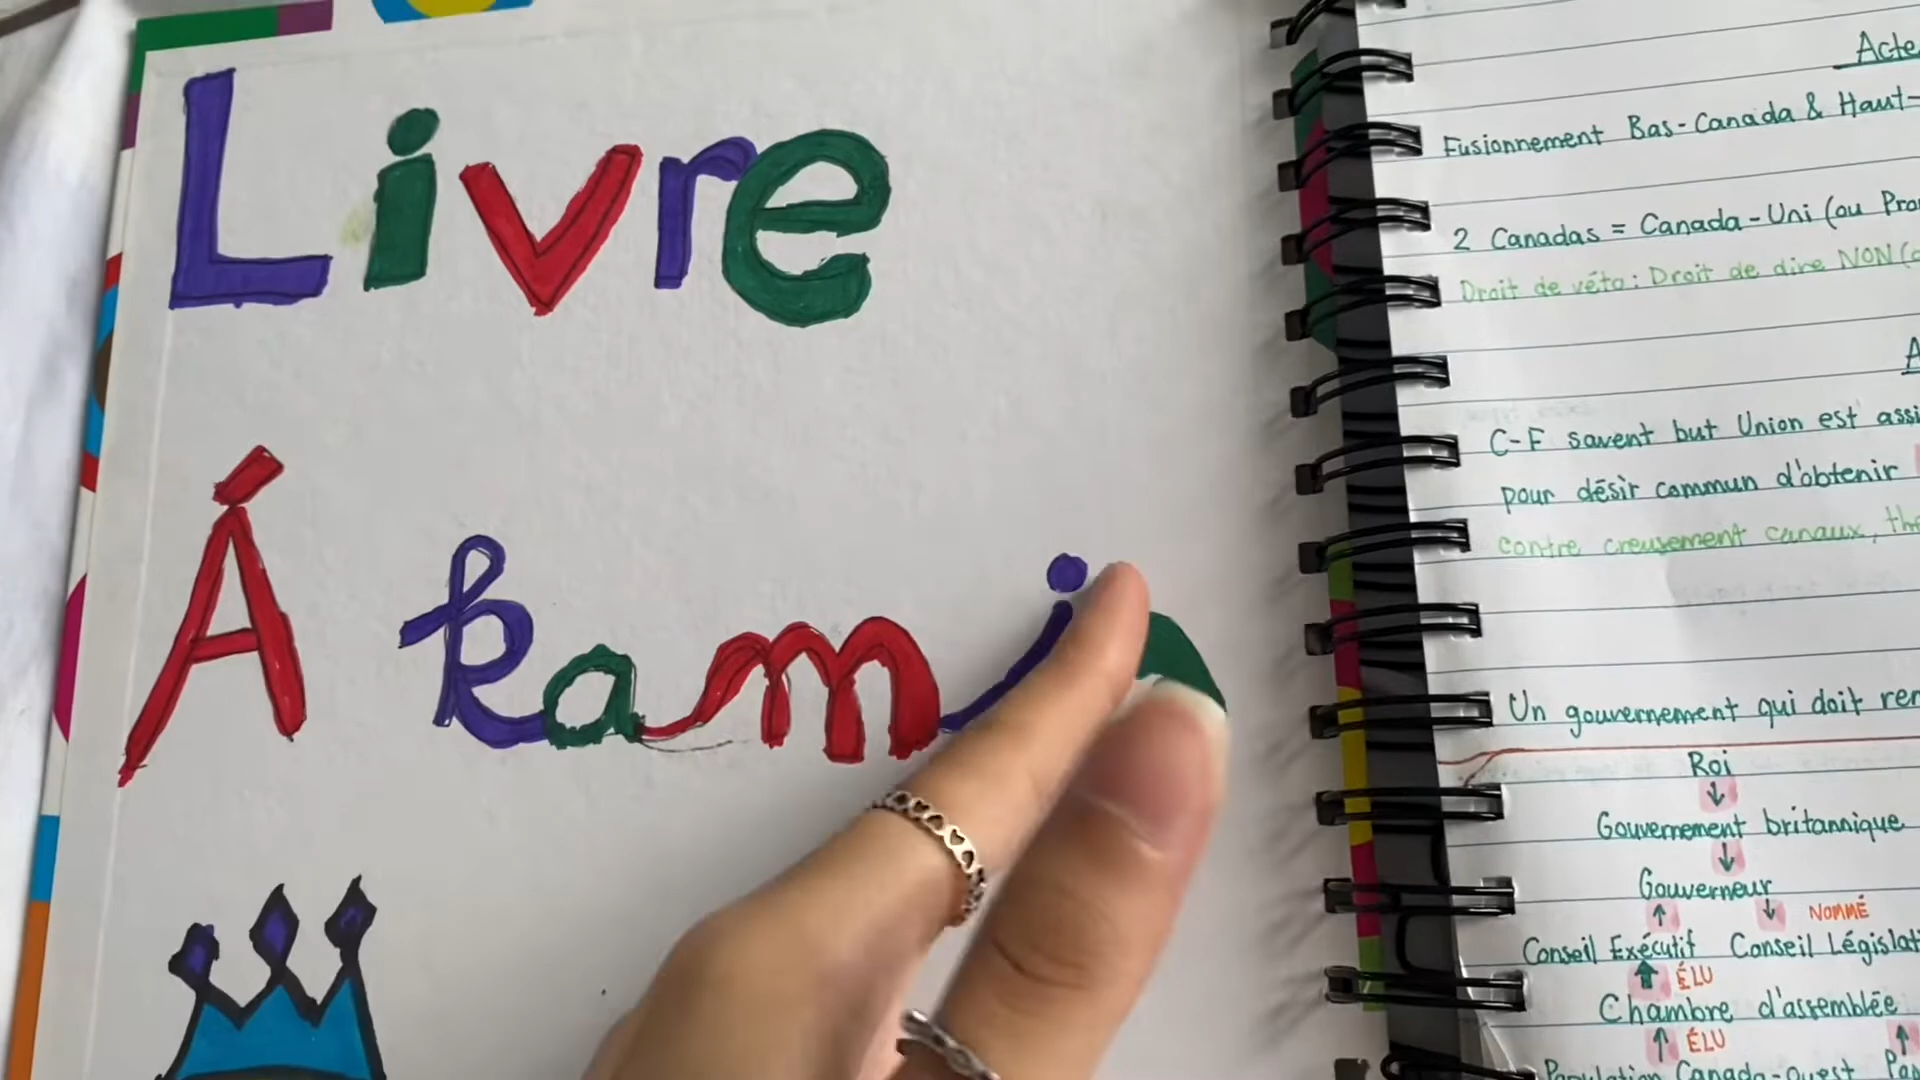 Livre
Á kami
Acte
Fusionnement Bas-Canada & Haut-
2 Canadas = Canada-Uni (ou
Droit de véto: Droit de dire NON
C-F savent but Union est
pour désir commun d'obtenir
contre creusement canaux,
Un gouvernement qui doit
Roi
Gouvernement britannique
Gouverneur
NOMMÉ
Conseil Exécutif Conseil
ÉLU
Chambre d'assemblée
ÉLU
Population Canada-Ouest